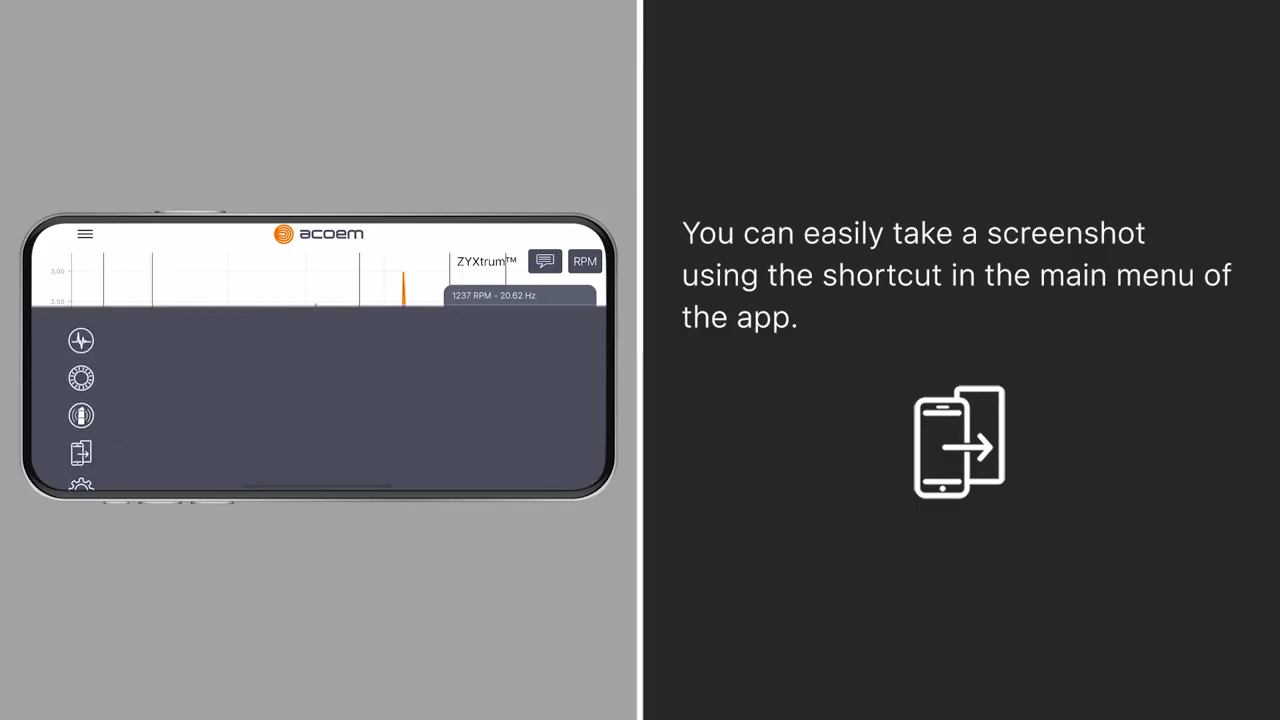 acoem
ZYXtrum™
RPM
3,00
2.50
1237 RPM - 20.62 Hz
You can easily take a screenshot
using the shortcut in the main menu of
the app.